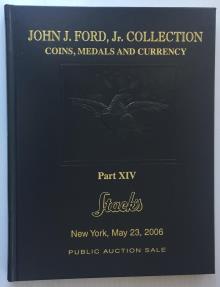 JOHN J. FORD, Jr. COLLECTION
COINS, MEDALS AND CURRENCY
Part XIV
Stack's
New York, May 23, 2006
PUBLIC AUCTION SALE